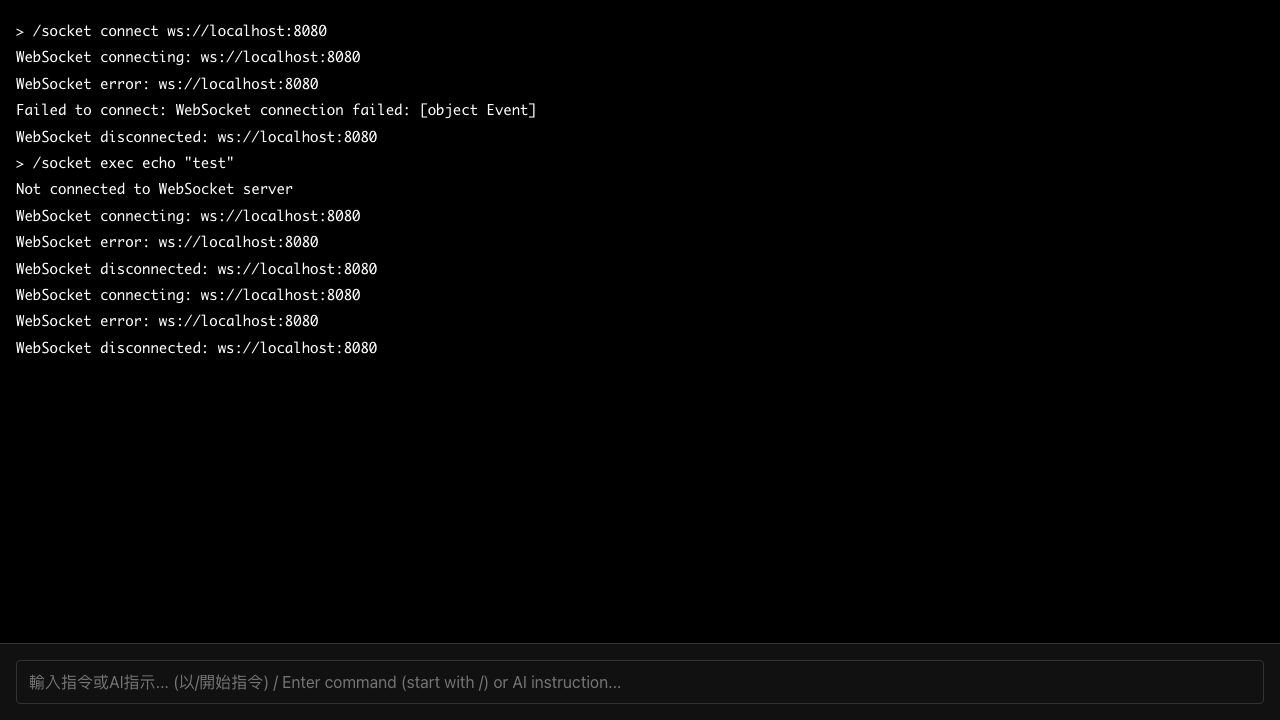 > /socket connect ws://localhost:8080
WebSocket connecting: ws://localhost:8080
WebSocket error: ws://localhost:8080
Failed to connect: WebSocket connection failed: [object Event]
WebSocket disconnected: ws://localhost:8080
> /socket exec echo "test"
Not connected to WebSocket server
WebSocket connecting: ws://localhost:8080
WebSocket error: ws://localhost:8080
WebSocket disconnected: ws://localhost:8080
WebSocket connecting: ws://localhost:8080
WebSocket error: ws://localhost:8080
WebSocket disconnected: ws://localhost:8080
輸入指令或AI指示... (以/開始指令) / Enter command (start with /) or AI instruction...